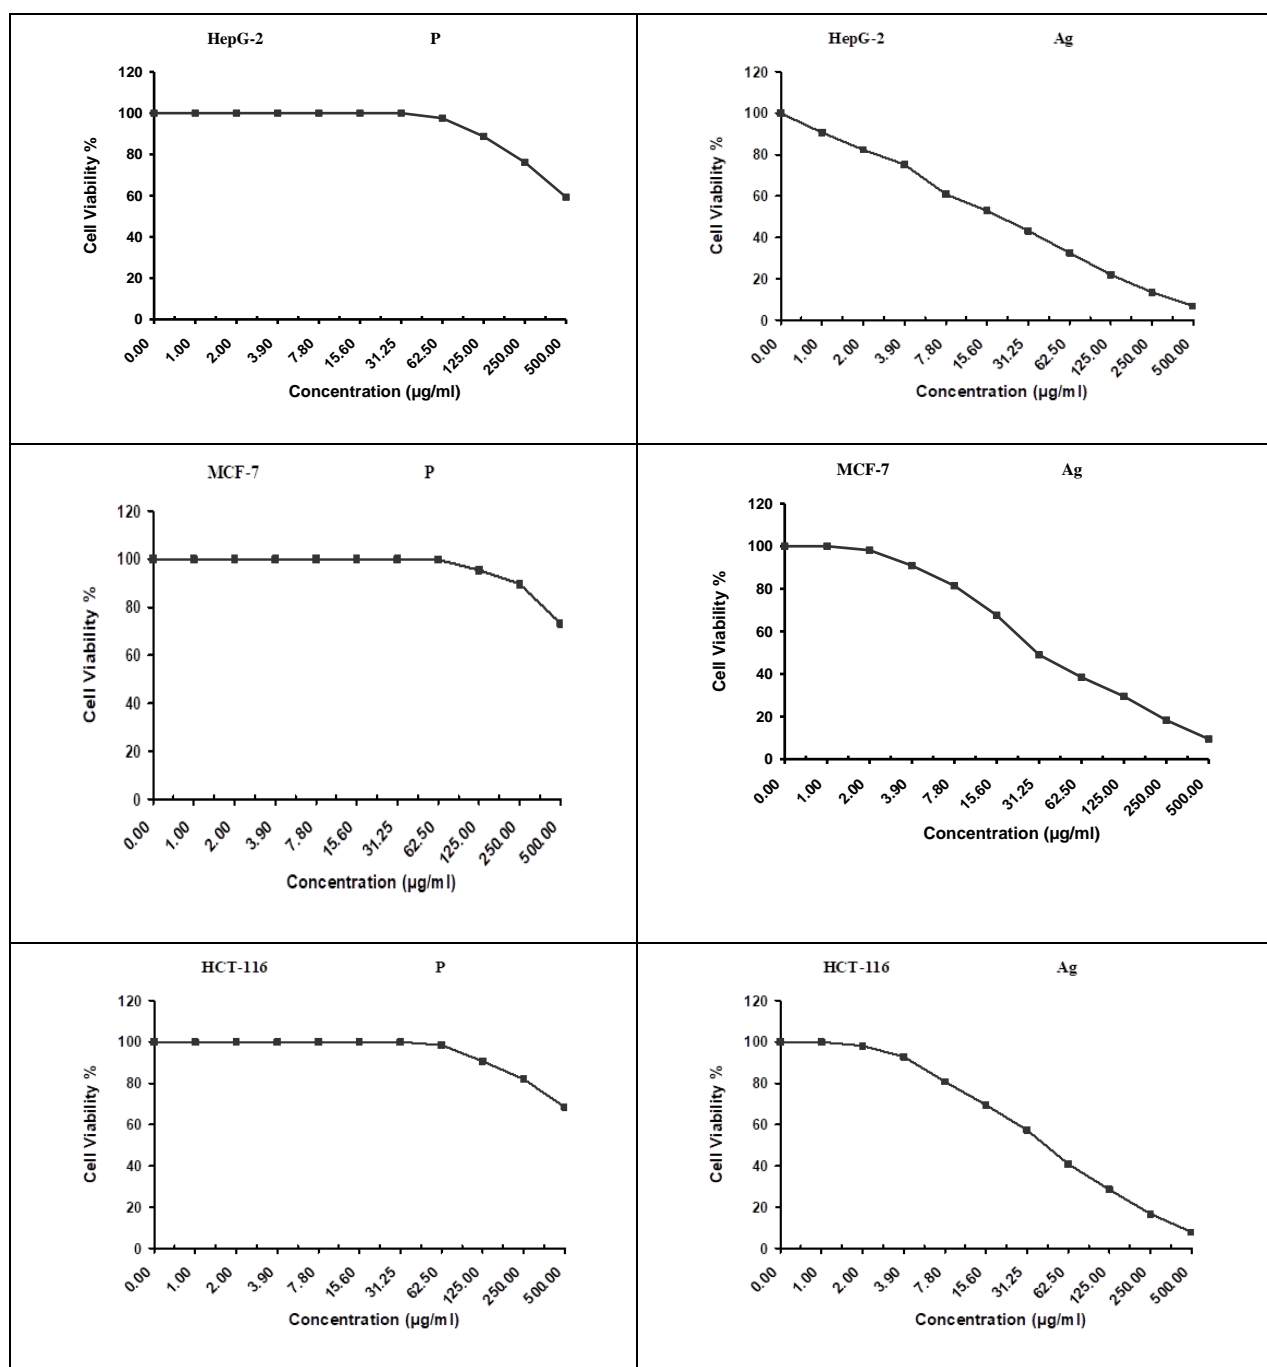 HepG-2 P
120
100
80
60
40
20
0
Cell Viability %
0.00 1.00 2.00 3.90 7.80 15.60 31.25 62.50 125.00 250.00 500.00
Concentration (µg/ml)
HepG-2 Ag
120
100
80
60
40
20
0
Cell Viability %
0.00 1.00 2.00 3.90 7.80 15.60 31.25 62.50 125.00 250.00 500.00
Concentration (µg/ml)
MCF-7 P
120
100
80
60
40
20
0
Cell Viability %
0.00 1.00 2.00 3.90 7.80 15.60 31.25 62.50 125.00 250.00 500.00
Concentration (µg/ml)
MCF-7 Ag
120
100
80
60
40
20
0
Cell Viability %
0.00 1.00 2.00 3.90 7.80 15.60 31.25 62.50 125.00 250.00 500.00
Concentration (µg/ml)
HCT-116 P
120
100
80
60
40
20
0
Cell Viability %
0.00 1.00 2.00 3.90 7.80 15.60 31.25 62.50 125.00 250.00 500.00
Concentration (µg/ml)
HCT-116 Ag
120
100
80
60
40
20
0
Cell Viability %
0.00 1.00 2.00 3.90 7.80 15.60 31.25 62.50 125.00 250.00 500.00
Concentration (µg/ml)